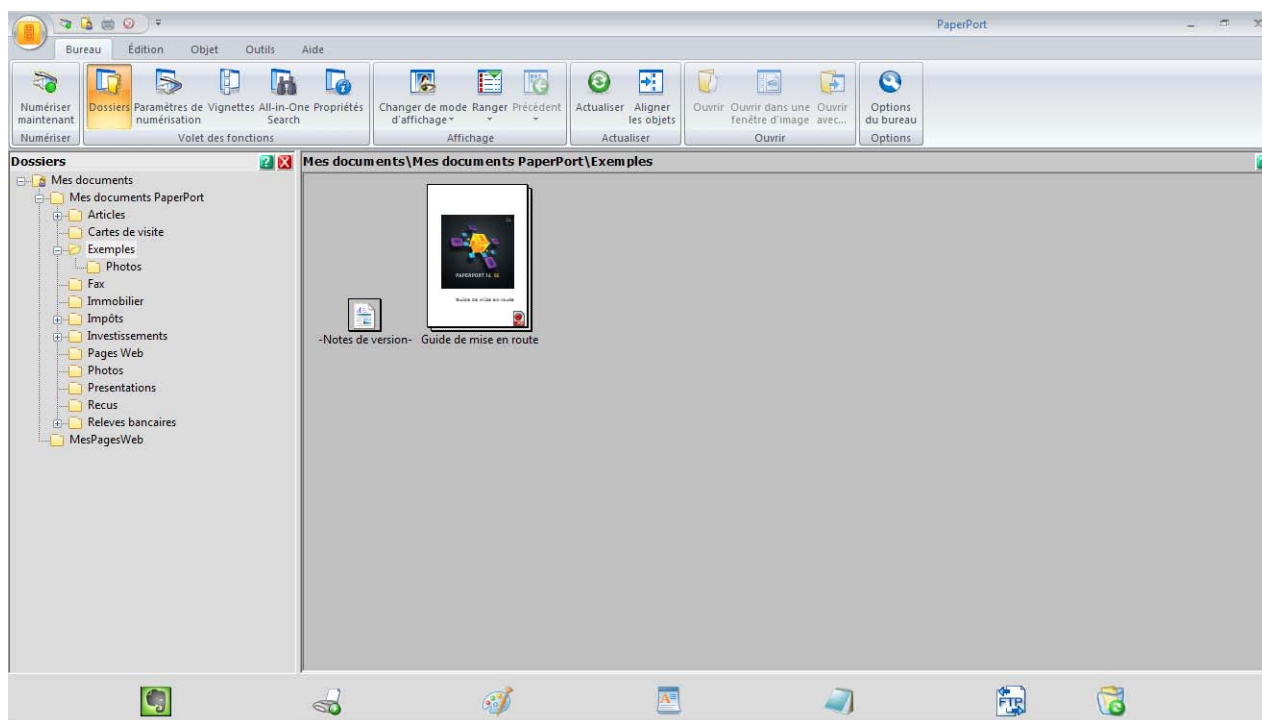 PaperPort
Bureau Édition Objet Outils Aide
Numériser maintenant
Dossiers
Paramètres de numérisation
Vignettes
All-in-One Search
Propriétés
Changer de mode d'affichage
Ranger
Précédent
Actualiser
Aligner les objets
Ouvrir
Ouvrir dans une fenêtre d'image
Ouvrir avec...
Options du bureau
Numériser Volet des fonctions Affichage Actualiser Ouvrir Options
Dossiers
Mes documents\Mes documents PaperPort\Exemples
Mes documents
Mes documents PaperPort
Articles
Cartes de visite
Exemples
Photos
Fax
Immobilier
Impôts
Investissements
Pages Web
Photos
Presentations
Recus
Releves bancaires
MesPagesWeb
PAPERPORT 14 SE
Guide de mise en route
-Notes de version-
Guide de mise en route
FTP